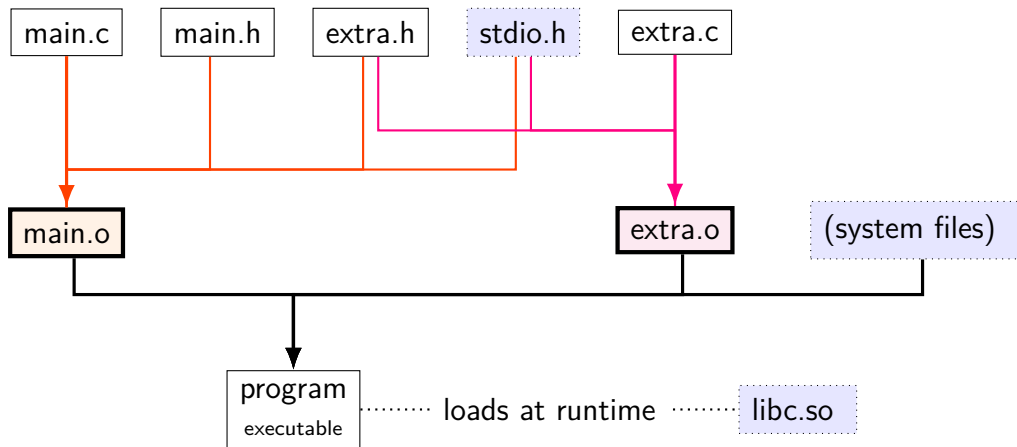 main.c
main.h
extra.h
stdio.h
extra.c
main.o
extra.o
(system files)
program
executable
loads at runtime
libc.so